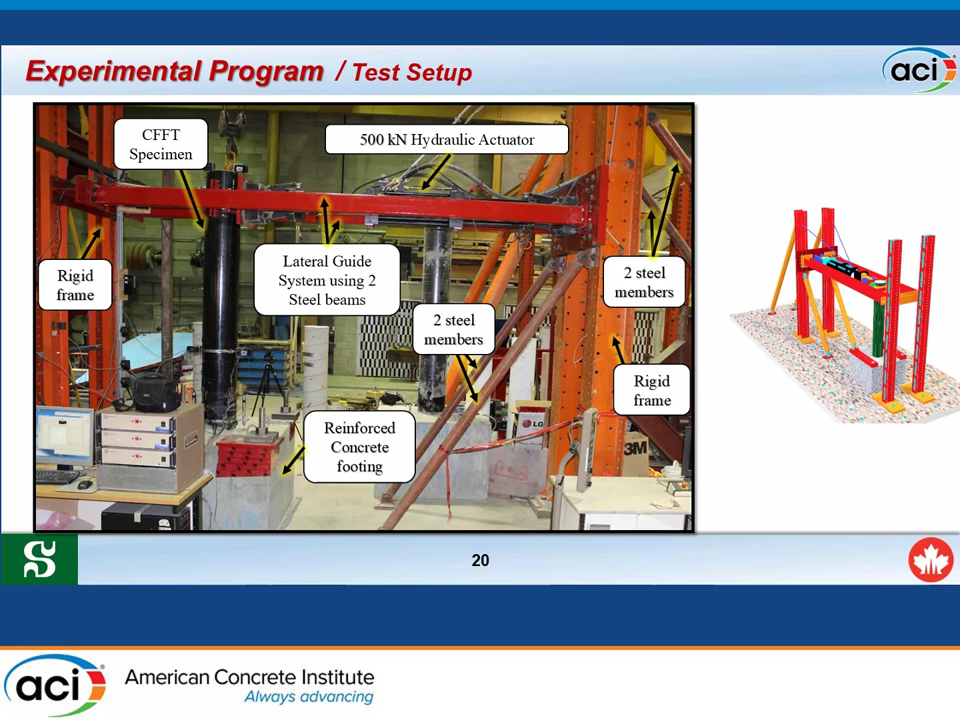 Experimental Program / Test Setup
aci
CFFT
Specimen
500 kN Hydraulic Actuator
Rigid
frame
Lateral Guide
System using 2
Steel beams
2 steel
members
2 steel
members
Rigid
frame
Reinforced
Concrete
footing
LG
3M
20
aci
American Concrete Institute
Always advancing